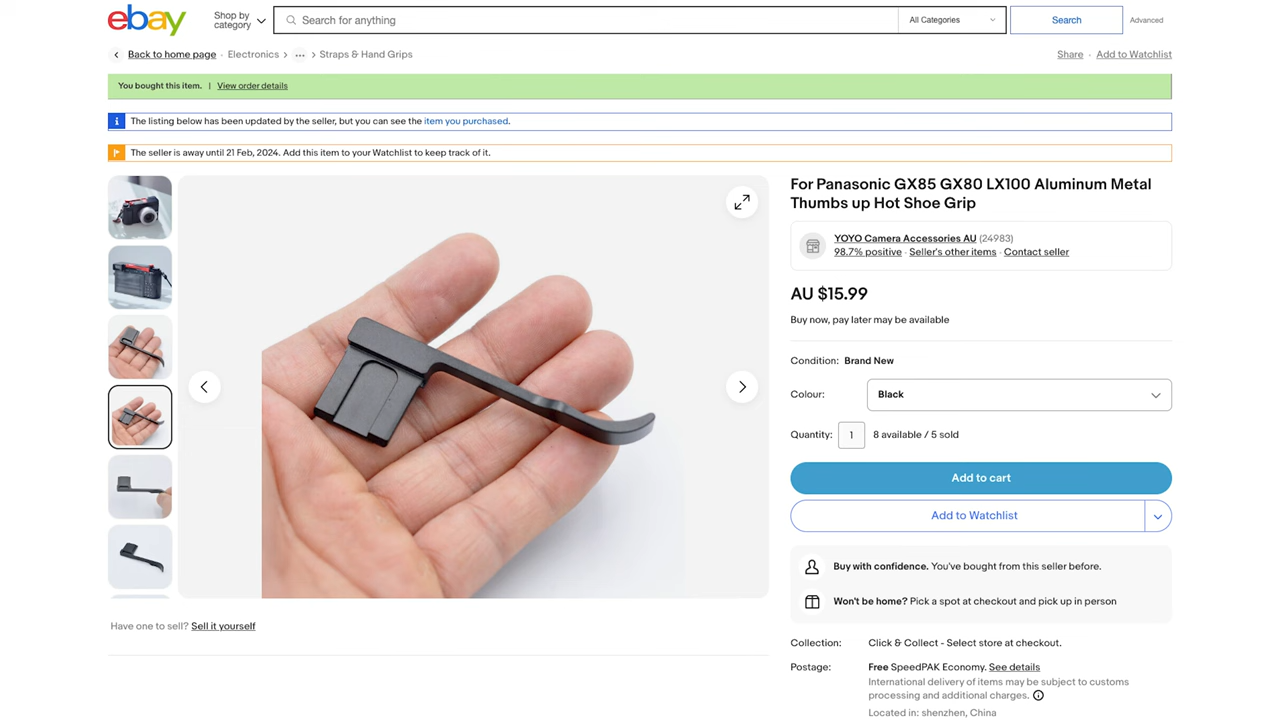 ebay
Shop by
category
Search for anything
All Categories
Search
Advanced
Back to home page · Electronics > ... > Straps & Hand Grips
Share · Add to Watchlist
You bought this item. | View order details
The listing below has been updated by the seller, but you can see the item you purchased.
The seller is away until 21 Feb, 2024. Add this item to your Watchlist to keep track of it.
For Panasonic GX85 GX80 LX100 Aluminum Metal
Thumbs up Hot Shoe Grip
YOYO Camera Accessories AU (24983)
98.7% positive · Seller's other items · Contact seller
AU $15.99
Buy now, pay later may be available
Condition: Brand New
Colour: Black
Quantity: 1 8 available / 5 sold
Add to cart
Add to Watchlist
Buy with confidence. You've bought from this seller before.
Won't be home? Pick a spot at checkout and pick up in person
Have one to sell? Sell it yourself
Collection: Click & Collect - Select store at checkout.
Postage: Free SpeedPAK Economy. See details
International delivery of items may be subject to customs
processing and additional charges.
Located in: shenzhen, China